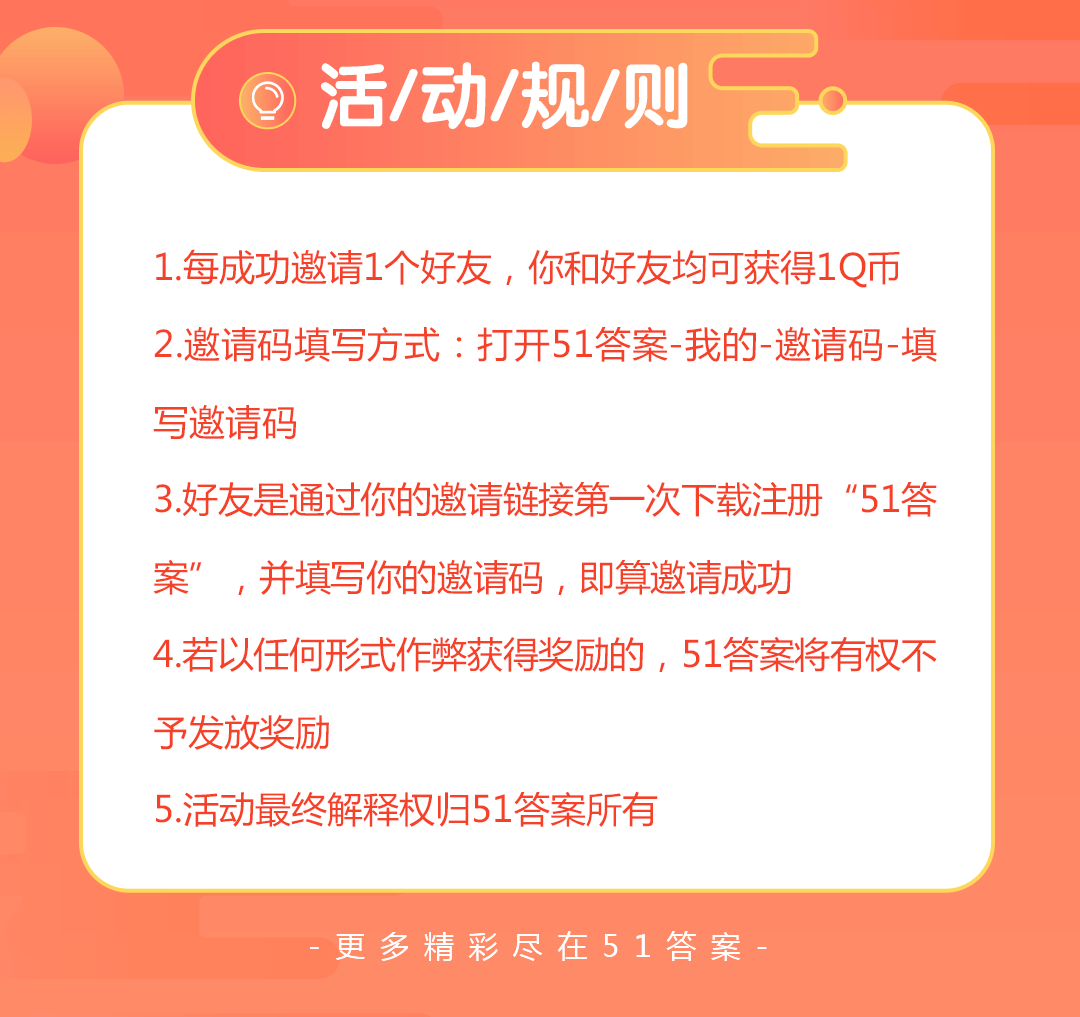 活/动/规/则
1.每成功邀请1个好友，你和好友均可获得1Q币
2.邀请码填写方式：打开51答案-我的-邀请码-填
写邀请码
3.好友是通过你的邀请链接第一次下载注册“51答
案”，并填写你的邀请码，即算邀请成功
4.若以任何形式作弊获得奖励的，51答案将有权不
予发放奖励
5.活动最终解释权归51答案所有
- 更多精彩尽在51答案 -